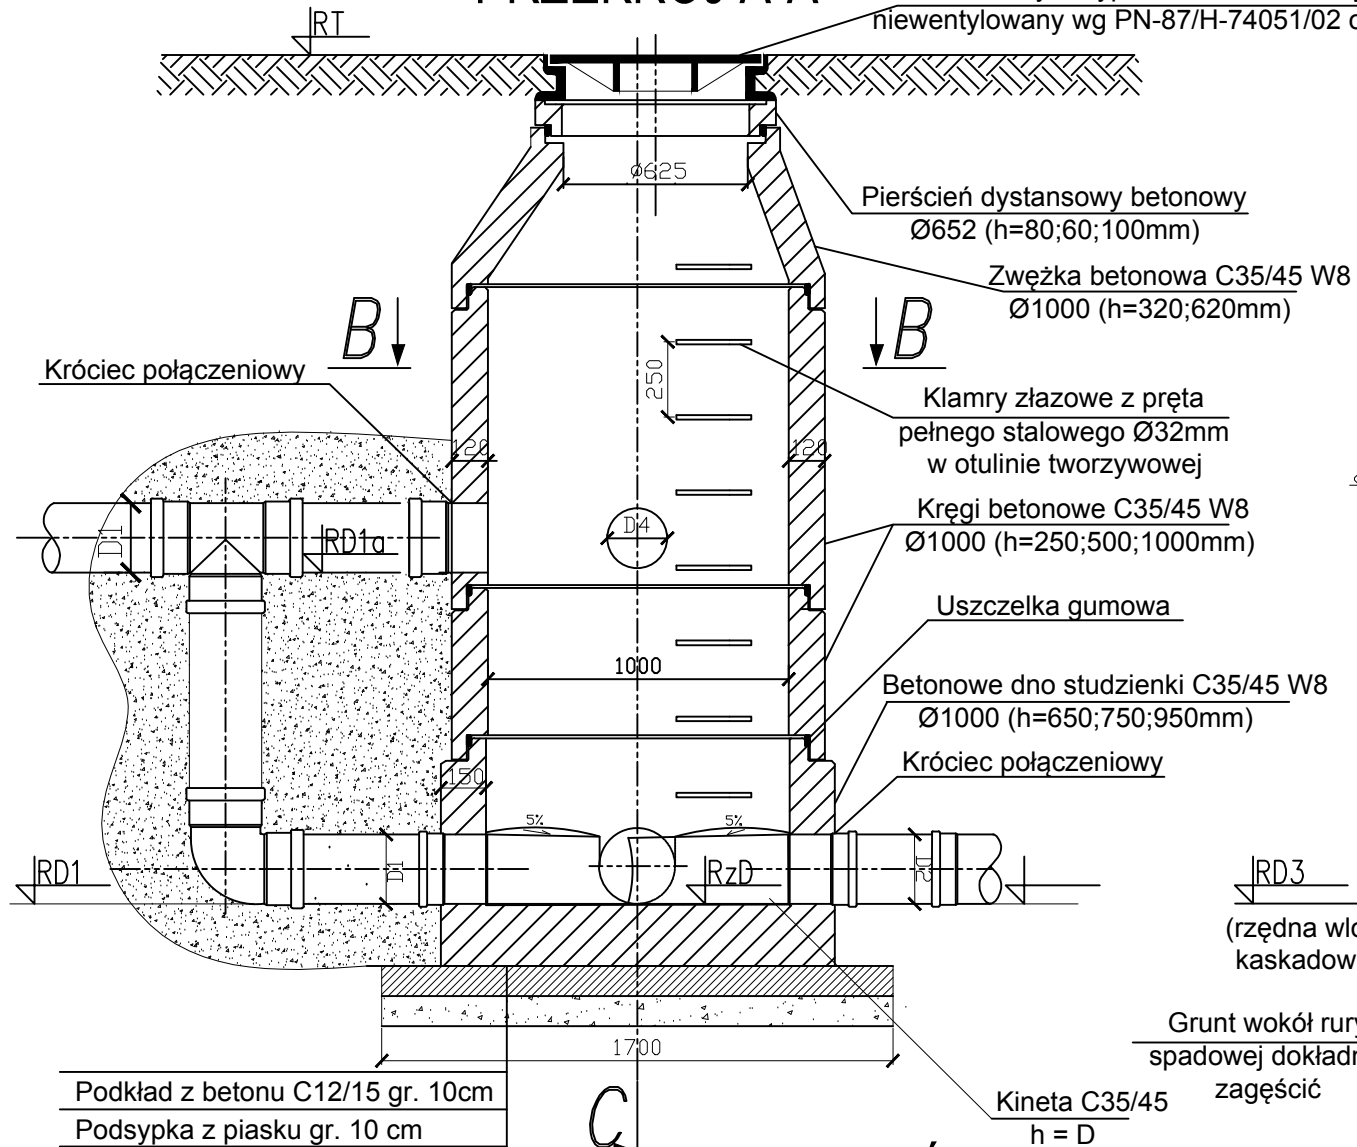 RT
niewentylowany wg PN-87/H-74051/02
ø625
Pierścień dystansowy betonowy
Ø652 (h=80;60;100mm)
Zwężka betonowa C35/45 W8
Ø1000 (h=320;620mm)
B
B
Króciec połączeniowy
250
Klamry złazowe z pręta
pełnego stalowego Ø32mm
w otulinie tworzywowej
120
120
Kręgi betonowe C35/45 W8
Ø1000 (h=250;500;1000mm)
D1
RD1a
D4
Uszczelka gumowa
1000
Betonowe dno studzienki C35/45 W8
Ø1000 (h=650;750;950mm)
Króciec połączeniowy
150
5%
5%
RD1
D1
RzD
D2
RD3
(rzędna
kaskadow
Grunt wokół rury
spadowej
zagęścić
1700
Podkład z betonu C12/15 gr. 10cm
Podsypka z piasku gr. 10 cm
C
Kineta C35/45
h = D